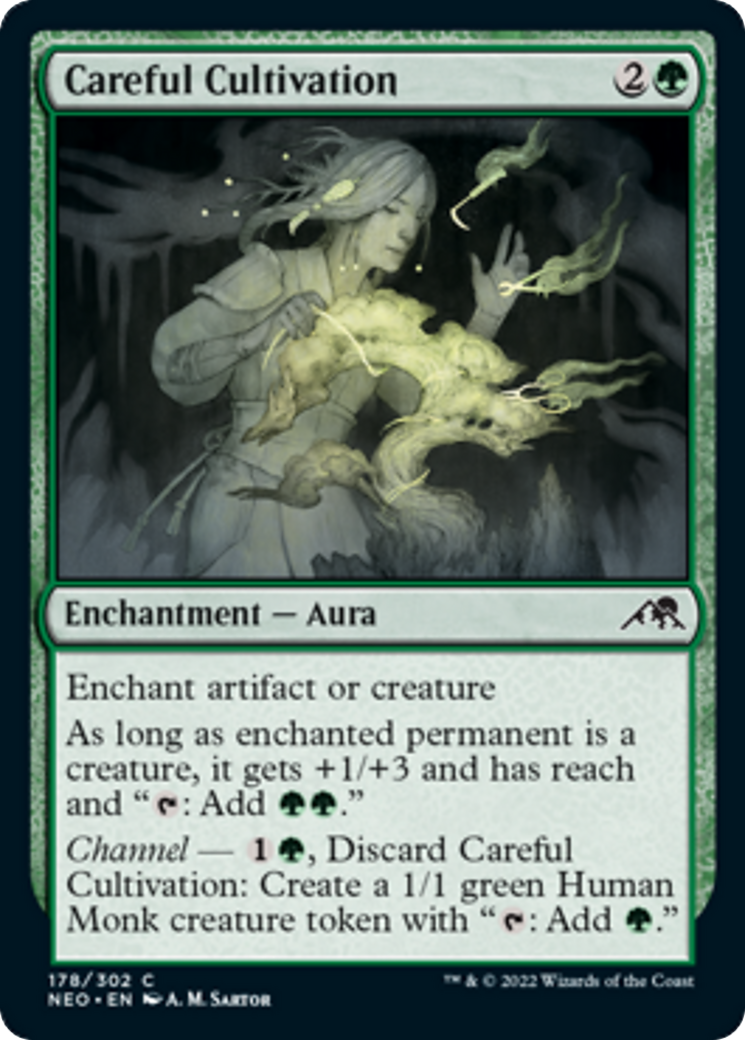 Careful Cultivation 2
Enchantment — Aura
Enchant artifact or creature
As long as enchanted permanent is a
creature, it gets +1/+3 and has reach
and “: Add .”
Channel — 1, Discard Careful
Cultivation: Create a 1/1 green Human
Monk creature token with “: Add .”
178/302 C
NEO • EN A. M. Sartor
™ & © 2022 Wizards of the Coast